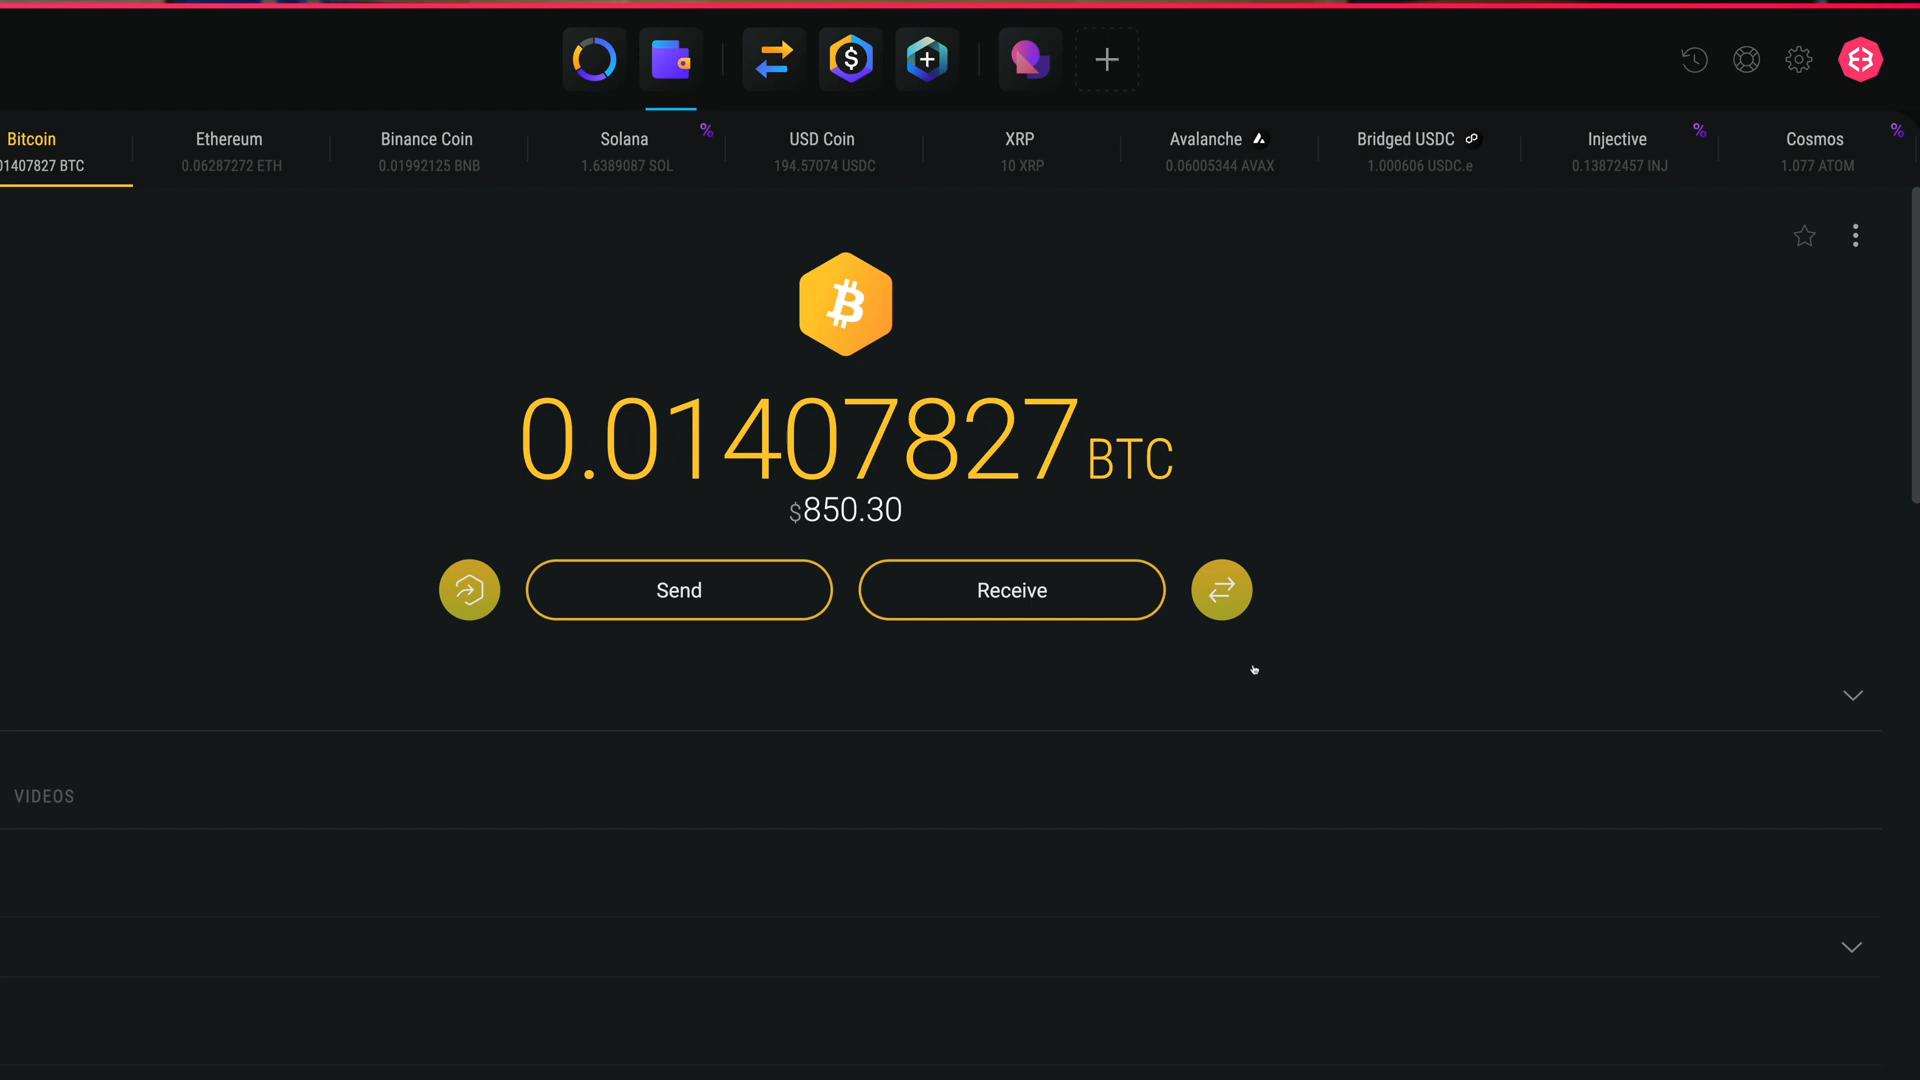 Bitcoin
01407827 BTC
Ethereum
0.06287272 ETH
Binance Coin
0.01992125 BNB
Solana
%
1.6389087 SOL
USD Coin
194.57074 USDC
XRP
10 XRP
Avalanche
0.06005344 AVAX
Bridged USDC
1.000606 USDC.e
Injective
%
0.13872457 INJ
Cosmos
%
1.077 ATOM
0.01407827 BTC
$850.30
Send
Receive
VIDEOS